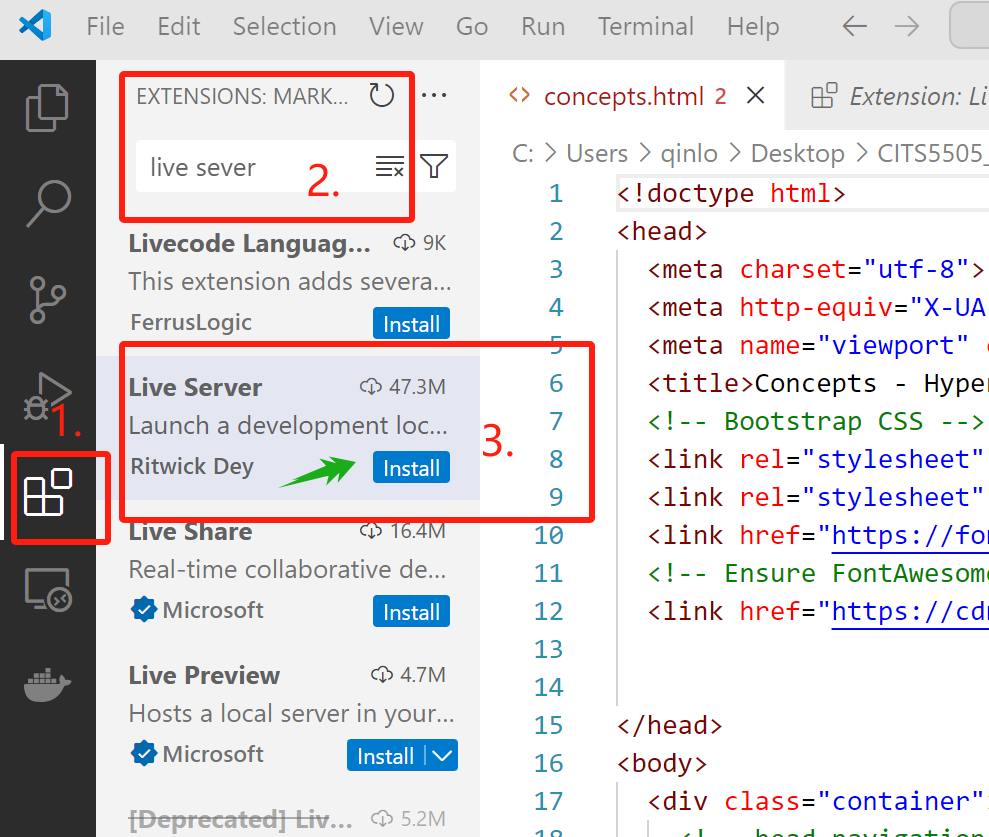 File Edit Selection View Go Run Terminal Help
EXTENSIONS: MARK...
live sever
2.
Livecode Languag... 9K
This extension adds severa...
FerrusLogic Install
Live Server 47.3M
Launch a development loc...
Ritwick Dey Install
3.
1.
Live Share 16.4M
Real-time collaborative de...
Microsoft Install
Live Preview 4.7M
Hosts a local server in your...
Microsoft Install
[Deprecated] Liv... 5.2M
concepts.html 2 Extension: Li
C: > Users > qinlo > Desktop > CITS5505_
1 <!doctype html>
2 <head>
3 <meta charset="utf-8">
4 <meta http-equiv="X-UA
5 <meta name="viewport"
6 <title>Concepts - Hyper
7 <!-- Bootstrap CSS -->
8 <link rel="stylesheet"
9 <link rel="stylesheet"
10 <link href="https://fon
11 <!-- Ensure FontAwesome
12 <link href="https://cdn
13
14
15 </head>
16 <body>
17 <div class="container"
18 <!-- head navigation